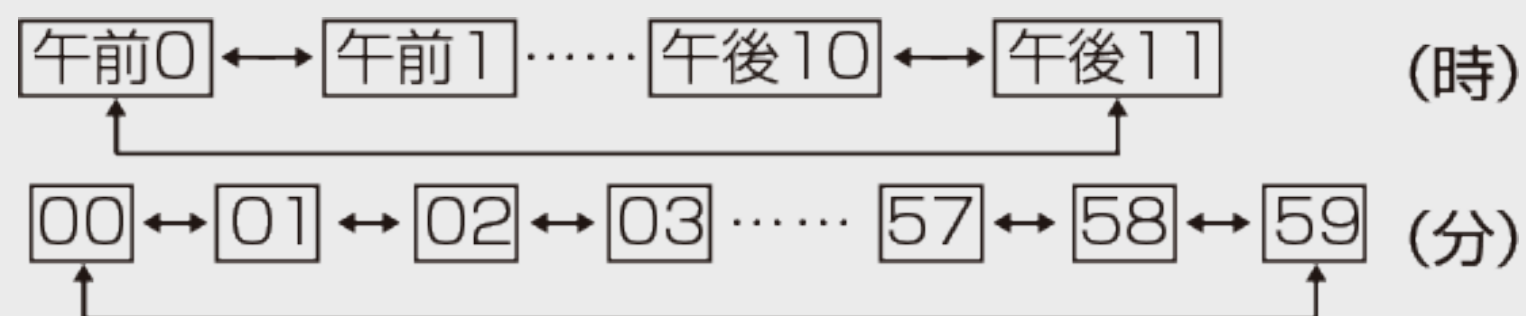 午前0 ↔ 午前1 …… 午後10 ↔ 午後11 (時)
00 ↔ 01 ↔ 02 ↔ 03 …… 57 ↔ 58 ↔ 59 (分)